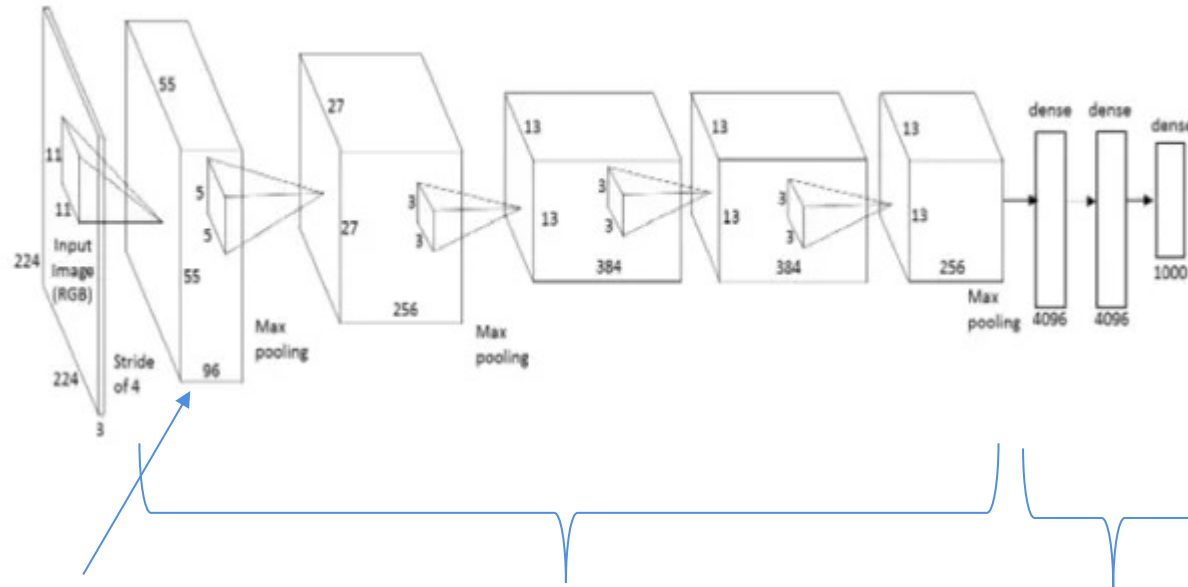 224
11
11
Input
Image
(RGB)
224
3
Stride
of 4
55
5
5
55
96
Max
pooling
27
27
3
3
256
Max
pooling
13
13
3
3
384
13
13
3
3
384
13
13
256
Max
pooling
dense
4096
dense
4096
dense
1000